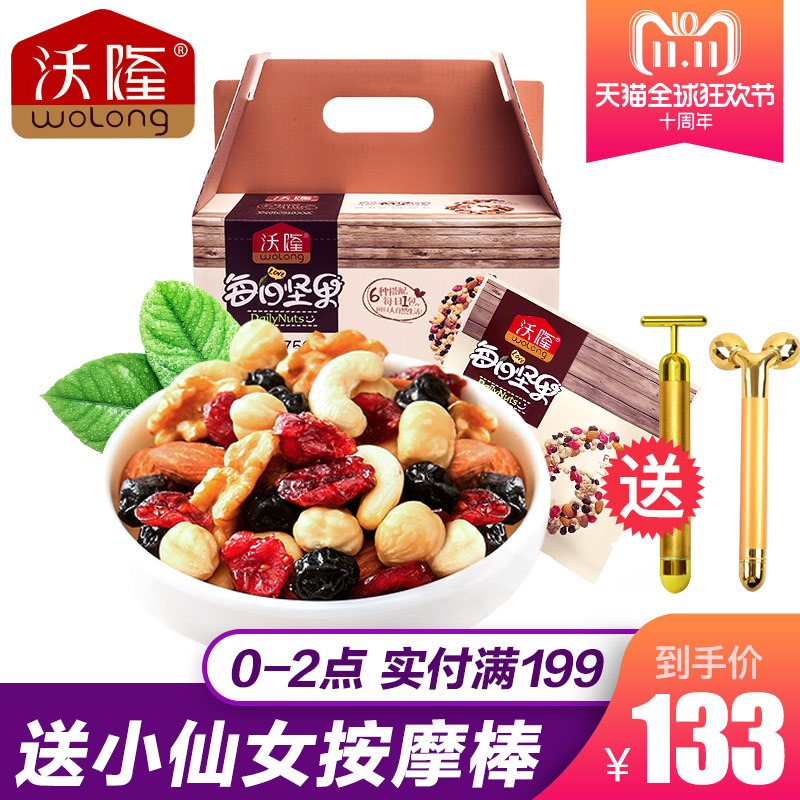 沃隆®
woLong
11.11
天猫全球狂欢节
十周年
沃隆
woLong
Love
每日坚果
DailyNuts
6种搭配
每日1包
沃隆
woLong
Love
每日坚果
DailyNuts
送
0-2点 实付满199
送小仙女按摩棒
到手价
¥133